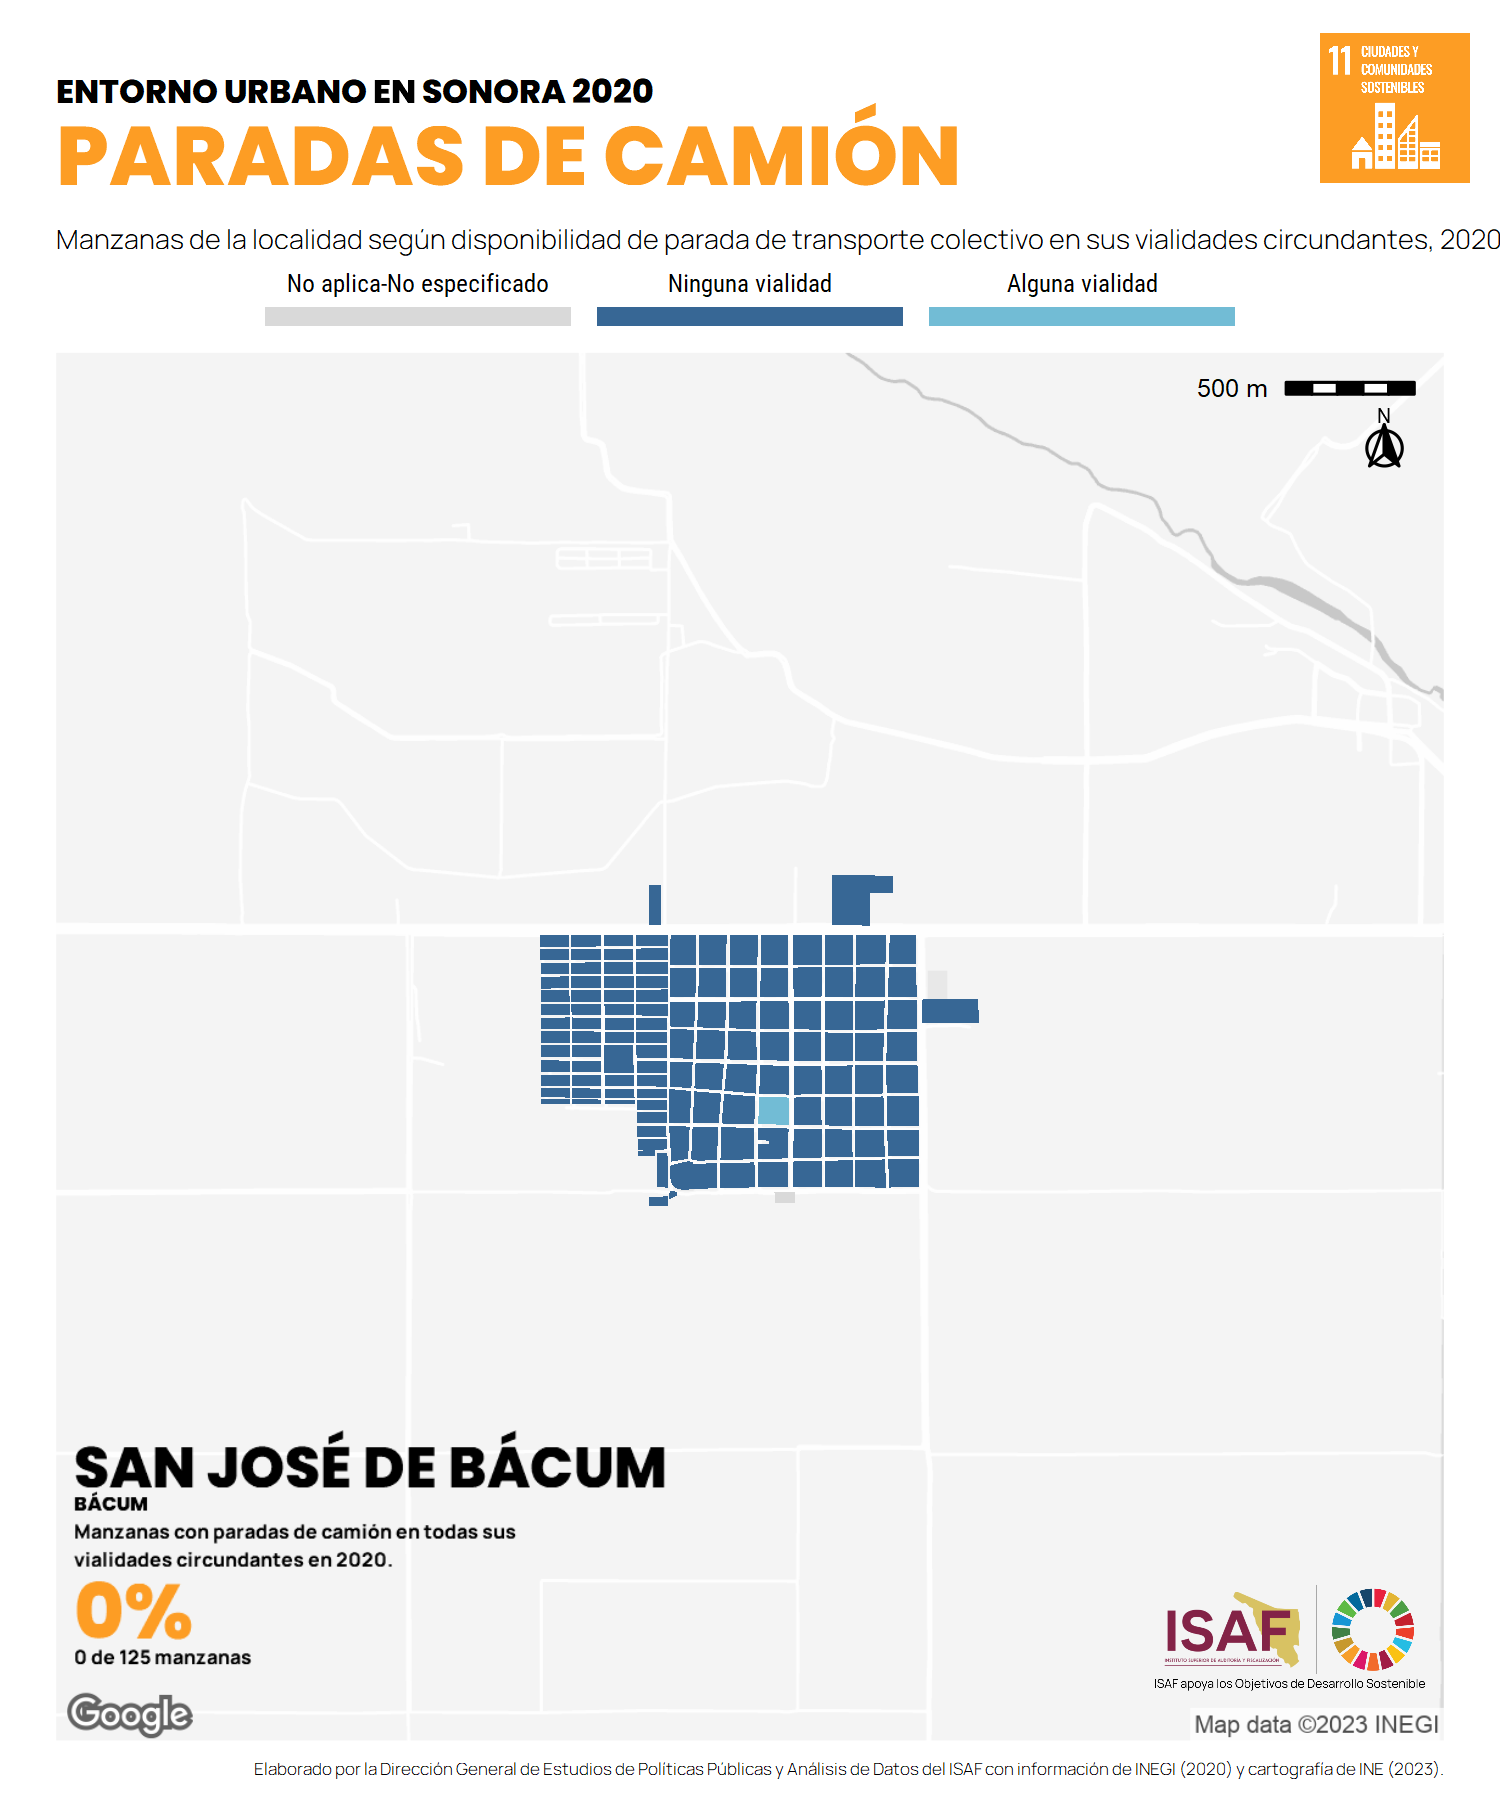 ENTORNO URBANO EN SONORA 2020
PARADAS DE CAMIÓN
11 CIUDADES Y
COMUNIDADES
SOSTENIBLES
Manzanas de la localidad según disponibilidad de parada de transporte colectivo en sus vialidades circundantes, 2020
No aplica-No especificado
Ninguna vialidad
Alguna vialidad
500 m
N
SAN JOSÉ DE BÁCUM
BÁCUM
Manzanas con paradas de camión en todas sus
vialidades circundantes en 2020.
0%
0 de 125 manzanas
Google
ISAF
INSTITUTO SUPERIOR DE AUDITORÍA Y FISCALIZACIÓN
ISAF apoya los Objetivos de Desarrollo Sostenible
Map data ©2023 INEGI
Elaborado por la Dirección General de Estudios de Políticas Públicas y Análisis de Datos del ISAF con información de INEGI (2020) y cartografía de INE (2023).